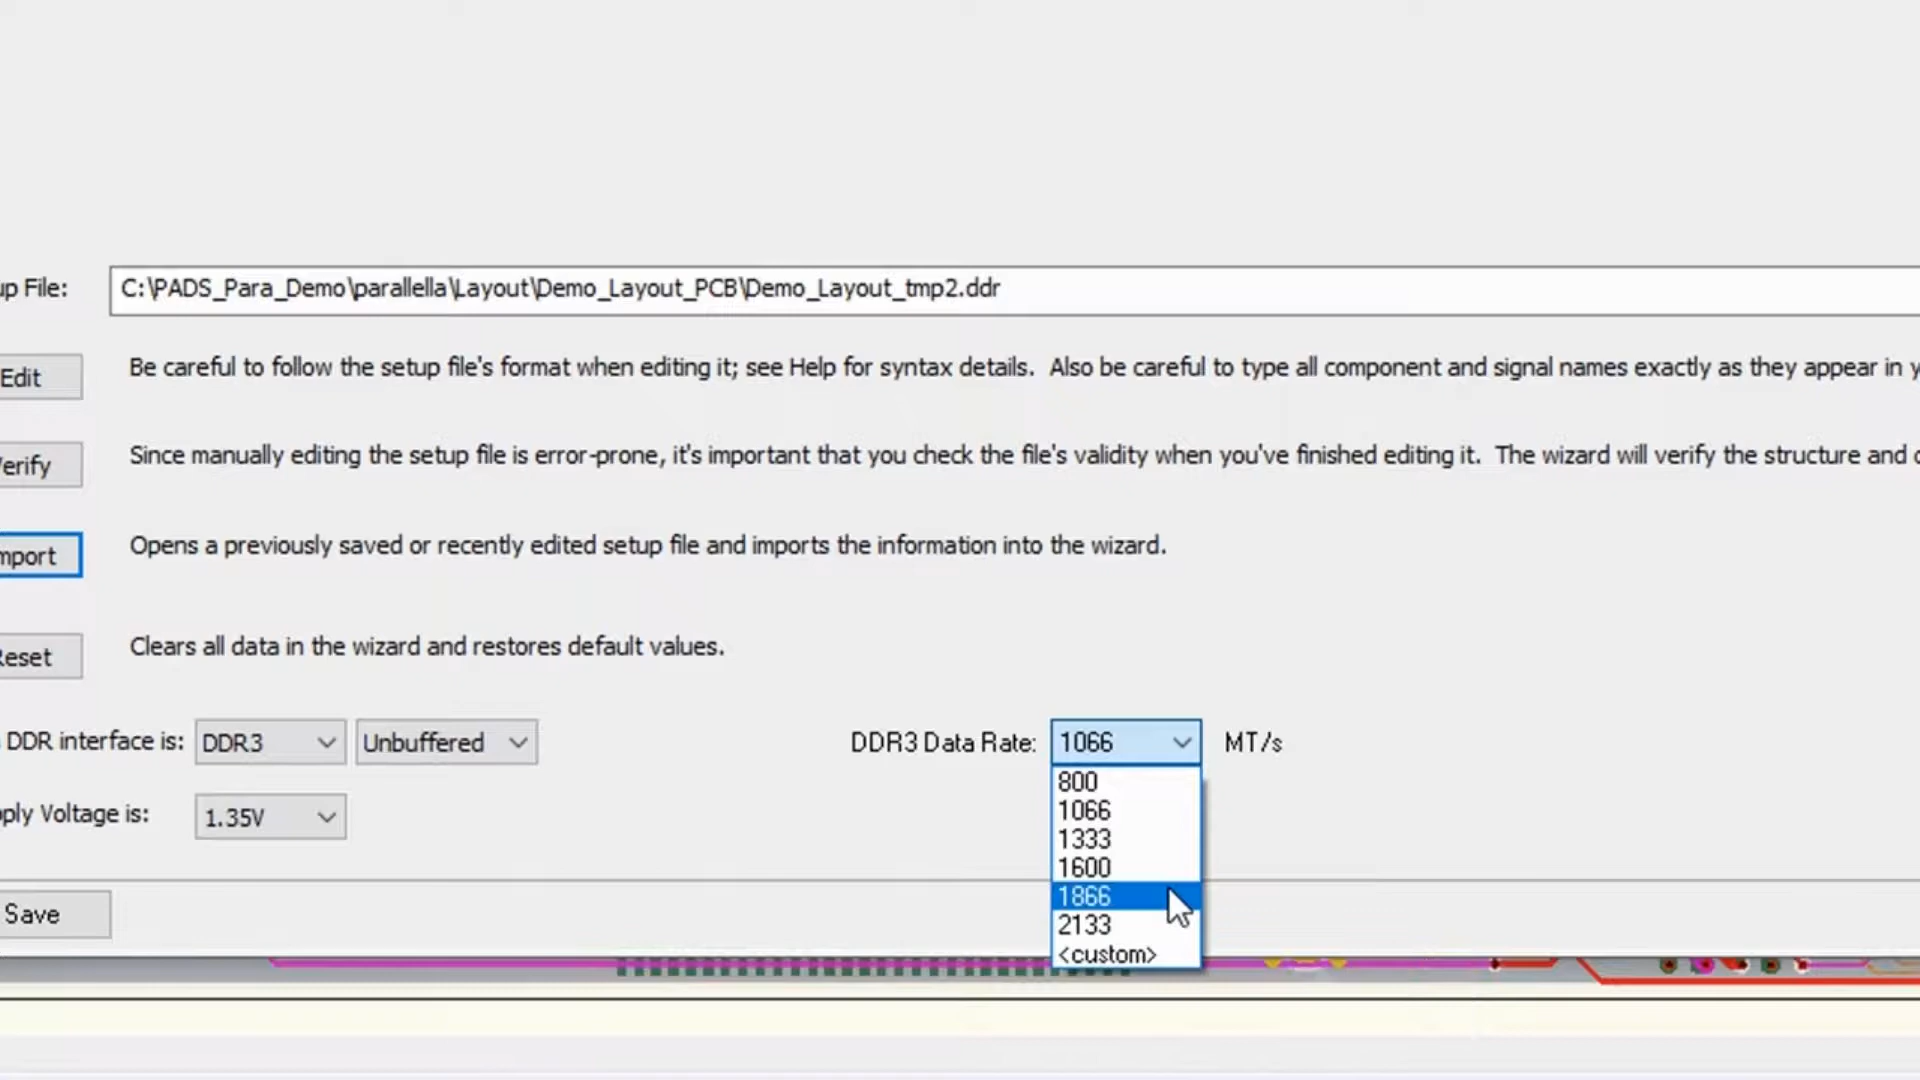 up File: C:\PADS_Para_Demo\parallella\Layout\Demo_Layout_PCB\Demo_Layout_tmp2.ddr
Edit Be careful to follow the setup file's format when editing it; see Help for syntax details. Also be careful to type all component and signal names exactly as they appear in y
erify Since manually editing the setup file is error-prone, it's important that you check the file's validity when you've finished editing it. The wizard will verify the structure and
mport Opens a previously saved or recently edited setup file and imports the information into the wizard.
Reset Clears all data in the wizard and restores default values.
DDR interface is: DDR3 Unbuffered DDR3 Data Rate: 1066 MT/s
800
1066
1333
1600
1866
2133
<custom>
ply Voltage is: 1.35V
Save